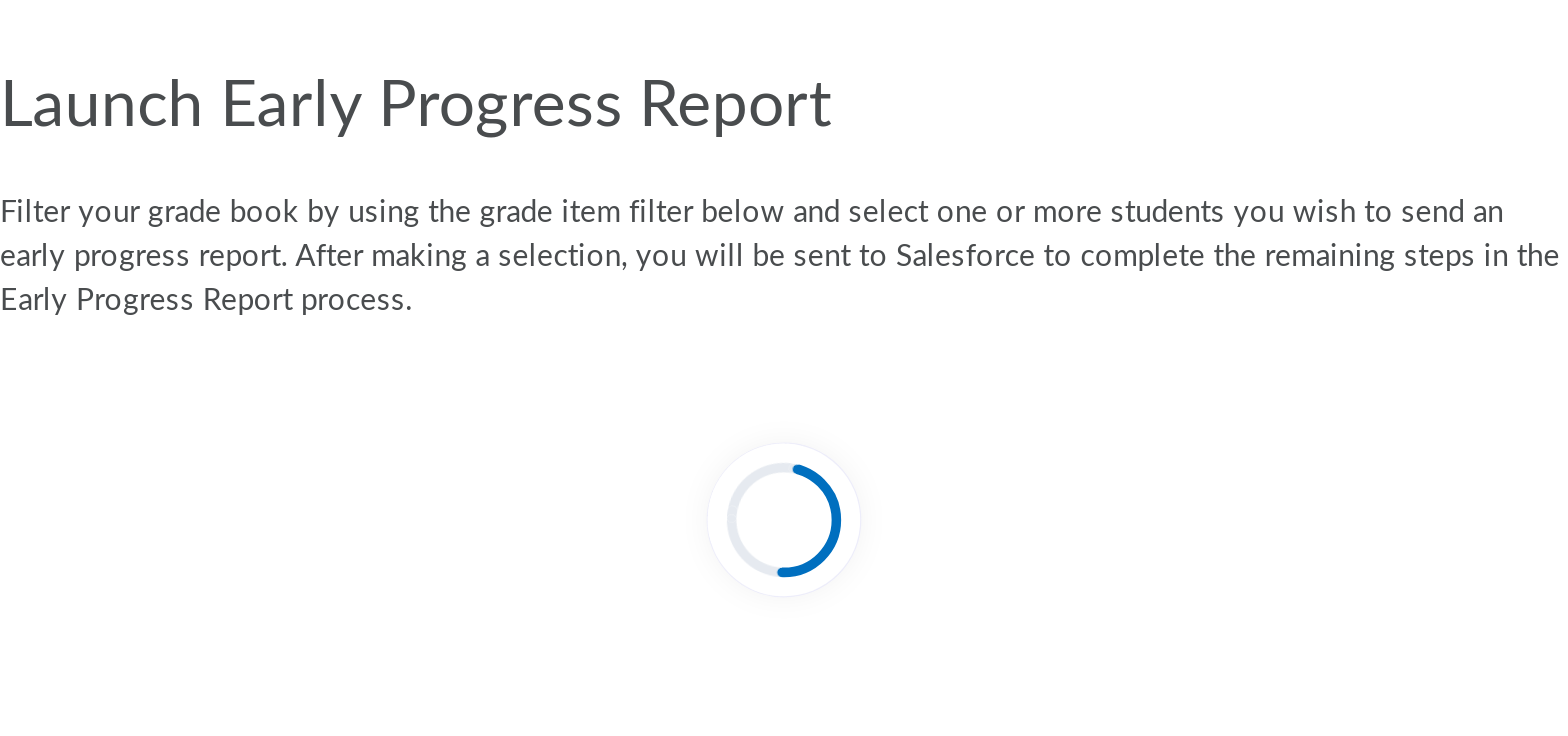 Launch Early Progress Report
Filter your grade book by using the grade item filter below and select one or more students you wish to send an
early progress report. After making a selection, you will be sent to Salesforce to complete the remaining steps in the
Early Progress Report process.